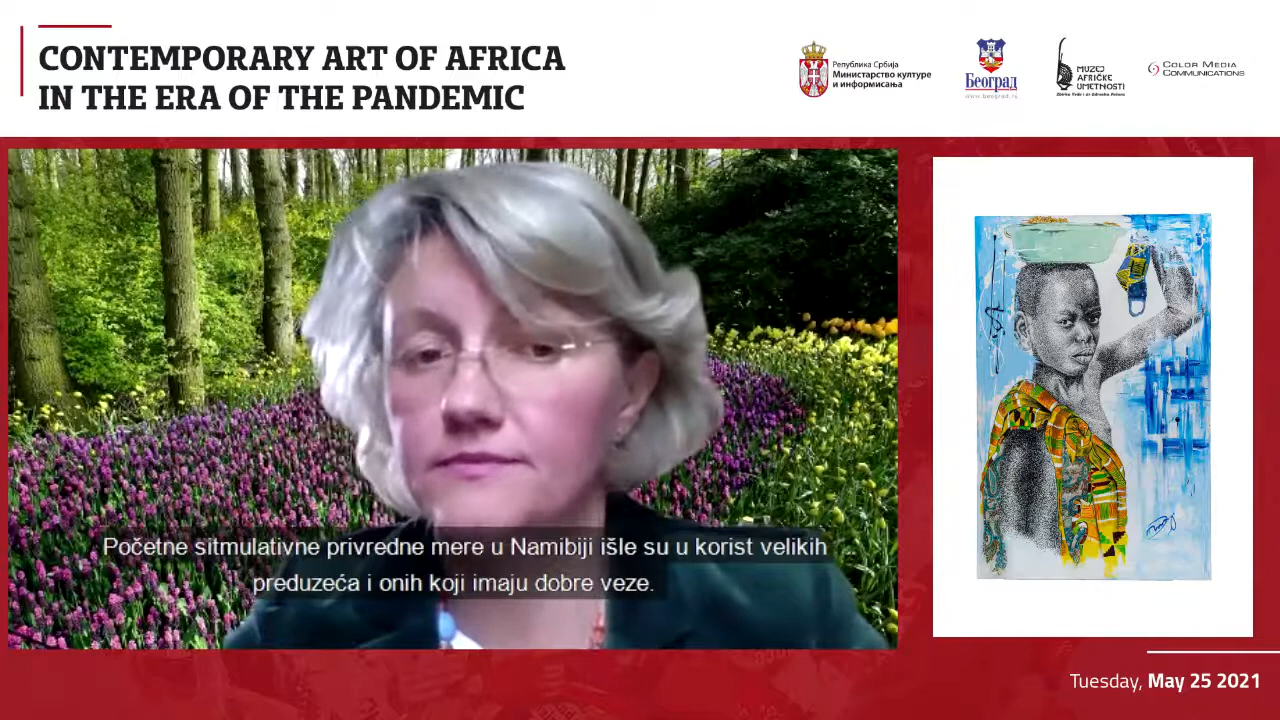 CONTEMPORARY ART OF AFRICA
IN THE ERA OF THE PANDEMIC
Република Србија
Министарство културе
и информисања
Београд
www.beograd.rs
MUZEJ
AFRIČKE
UMETNOSTI
COLOR MEDIA
COMMUNICATIONS
Početne sitmulativne privredne mere u Namibiji išle su u korist velikih
preduzeća i onih koji imaju dobre veze.
Tuesday, May 25 2021